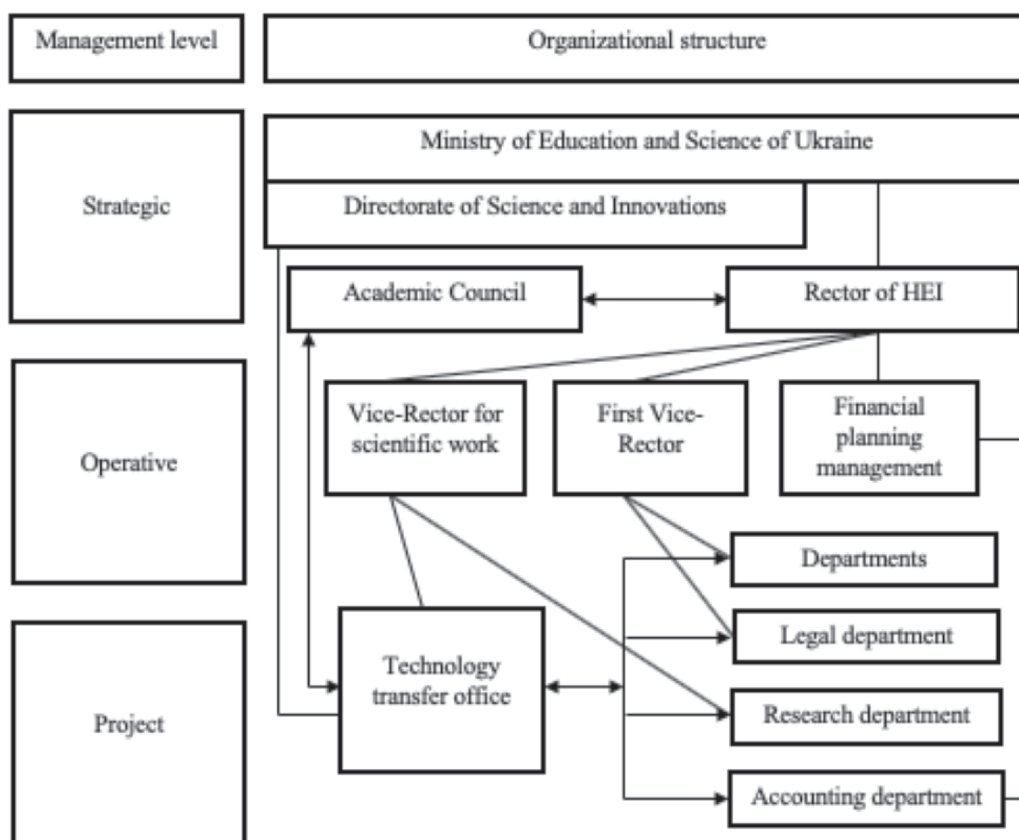 Management level
Organizational structure
Strategic
Ministry of Education and Science of Ukraine
Directorate of Science and Innovations
Academic Council
Rector of HEI
Operative
Vice-Rector for
scientific work
First Vice-
Rector
Financial
planning
management
Departments
Legal department
Project
Technology
transfer office
Research department
Accounting department